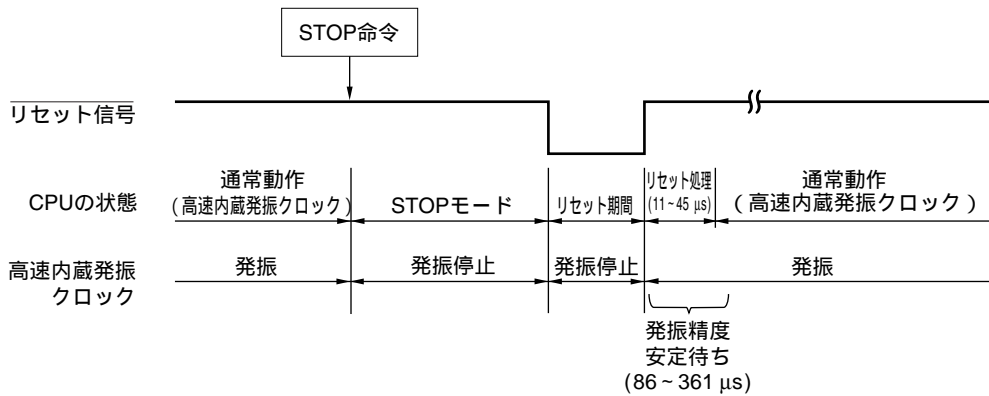 STOP命令
リセット信号
CPUの状態
通常動作
(高速内蔵発振クロック)
STOPモード
リセット期間
リセット処理
(11~45 μs)
通常動作
(高速内蔵発振クロック)
高速内蔵発振
クロック
発振
発振停止
発振停止
発振
発振精度
安定待ち
(86~361 μs)